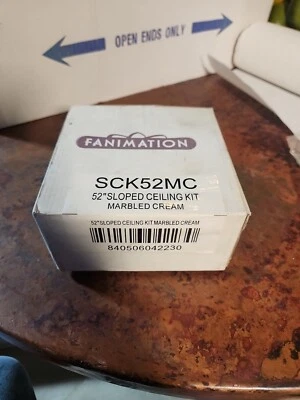 OPEN ENDS ONLY
FANIMATION
SCK52MC
52"SLOPED CEILING KIT
MARBLED CREAM
52"SLOPED CEILING KIT MARBLED CREAM
840506042230